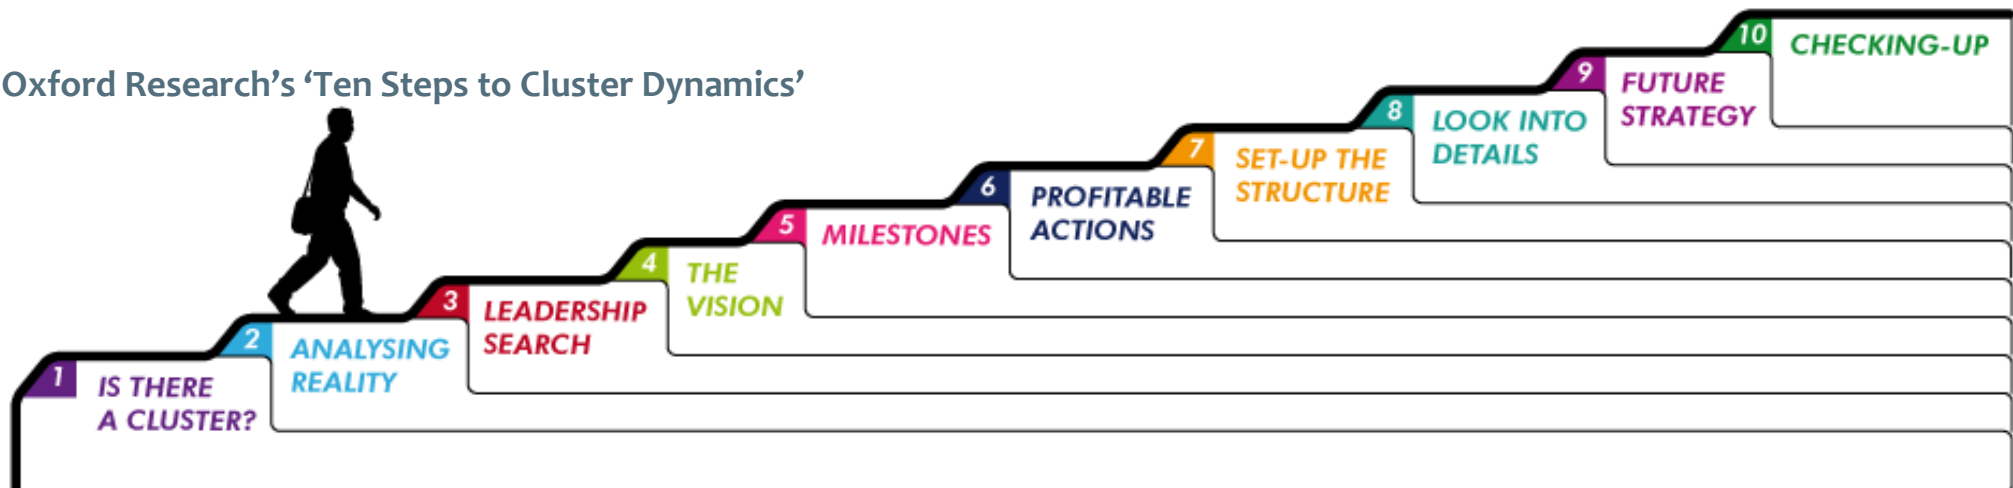 Oxford Research's ‘Ten Steps to Cluster Dynamics’
1
IS THERE
A CLUSTER?
2
ANALYSING
REALITY
3
LEADERSHIP
SEARCH
4
THE
VISION
5
MILESTONES
6
PROFITABLE
ACTIONS
7
SET-UP THE
STRUCTURE
8
LOOK INTO
DETAILS
9
FUTURE
STRATEGY
10
CHECKING-UP